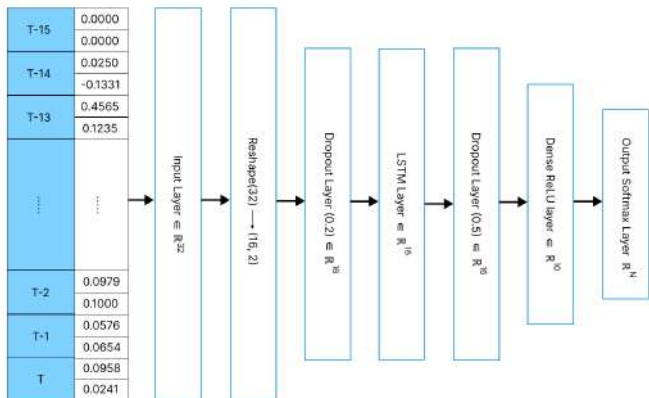 T-15
0.0000
0.0000
T-14
0.0250
-0.1331
T-13
0.4565
0.1235
......
......
T-2
0.0979
0.1000
T-1
0.0576
0.0654
T
0.0958
0.0241
Input Layer ∈ ℝ³²
Reshape(32) ⟶ (16, 2)
Dropout Layer (0.2) ∈ ℝ¹⁶
LSTM Layer ∈ ℝ¹⁶
Dropout Layer (0.5) ∈ ℝ¹⁶
Dense ReLU layer ∈ ℝ¹⁰
Output Softmax Layer ℝᴺ